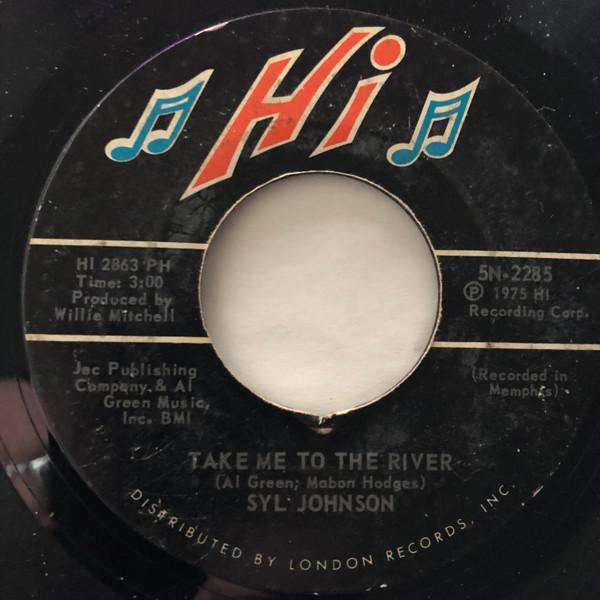 Hi
HI 2863 PH
Time: 3:00
Produced by
Willie Mitchell
5N-2285
Ⓟ 1975 HI
Recording Corp.
Jec Publishing
Company & Al
Green Music,
Inc. BMI
(Recorded in
Memphis)
TAKE ME TO THE RIVER
(Al Green; Mabon Hodges)
SYL JOHNSON
DISTRIBUTED BY LONDON RECORDS, INC.